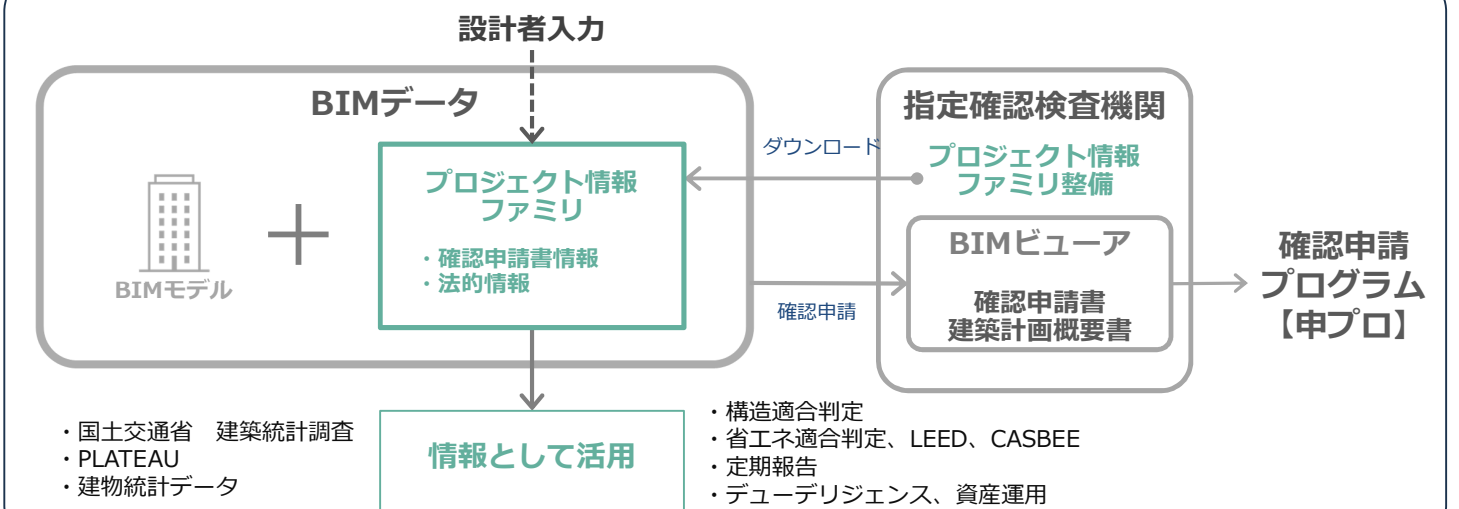 設計者入力
BIMデータ
BIMモデル
プロジェクト情報
ファミリ
・確認申請書情報
・法的情報
ダウンロード
確認申請
指定確認検査機関
プロジェクト情報
ファミリ整備
BIMビューア
確認申請書
建築計画概要書
確認申請
プログラム
【申プロ】
・国土交通省　建築統計調査
・PLATEAU
・建物統計データ
情報として活用
・構造適合判定
・省エネ適合判定、LEED、CASBEE
・定期報告
・デューデリジェンス、資産運用